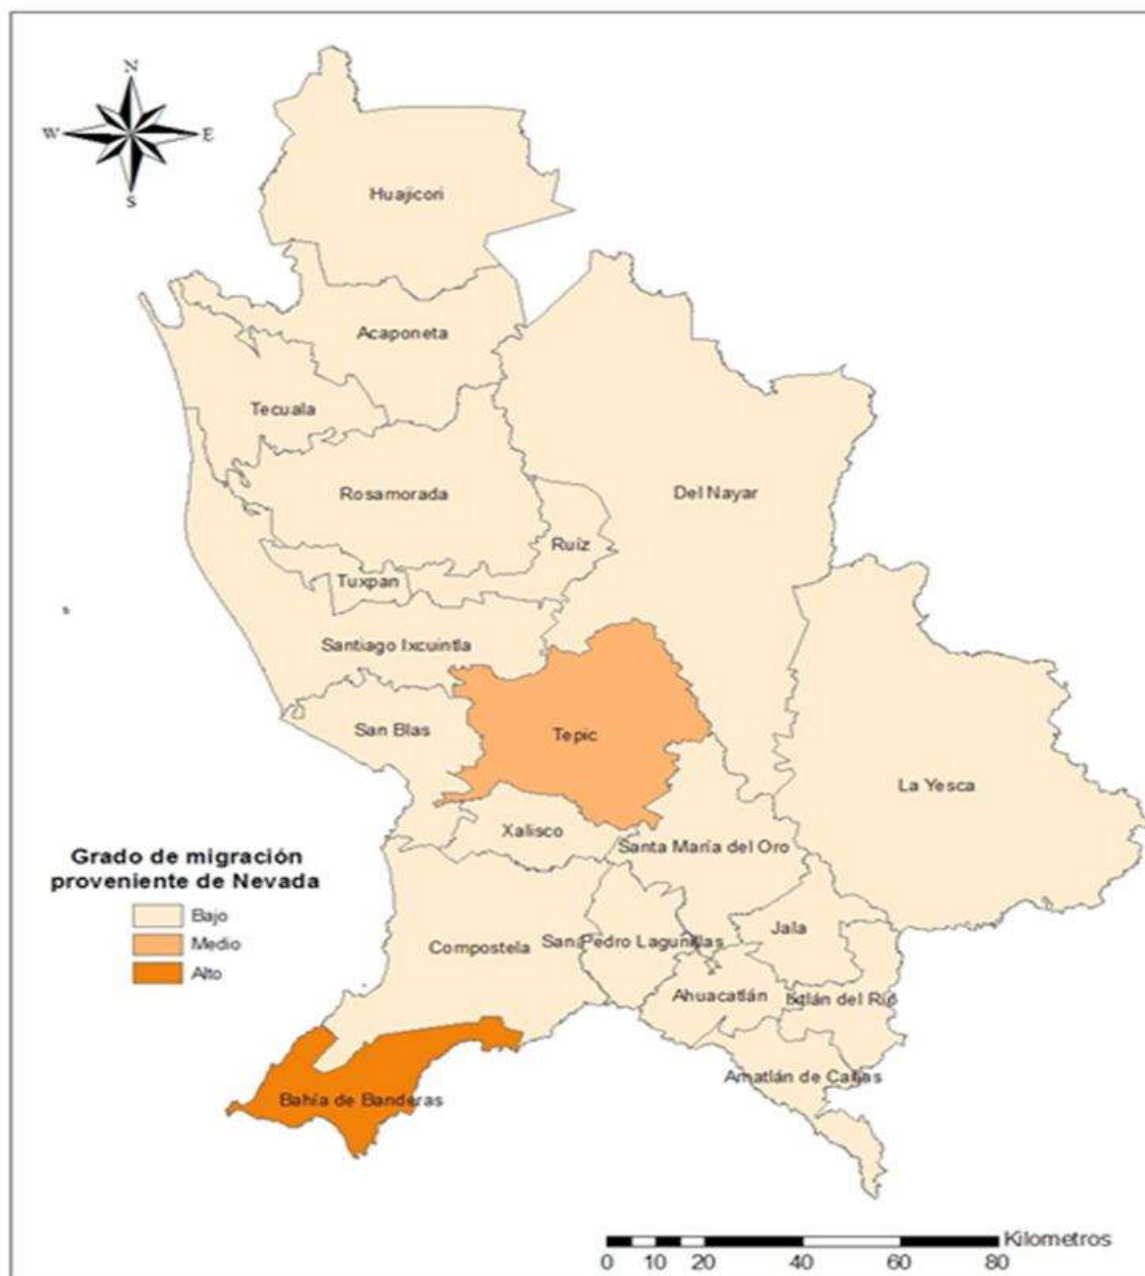 N
W E
S
Huajicori
Acaponeta
Tecuala
Rosamorada
Del Nayar
Ruíz
Tuxpan
Santiago Ixcuintla
San Blas
Tepic
La Yesca
Xalisco
Santa María del Oro
Grado de migración
proveniente de Nevada
Bajo
Medio
Alto
Jala
Compostela
San Pedro Lagunillas
Ahuacatlán
Ixtlán del Río
Amatlán de Cañas
Bahía de Banderas
Kilometros
0 10 20 40 60 80